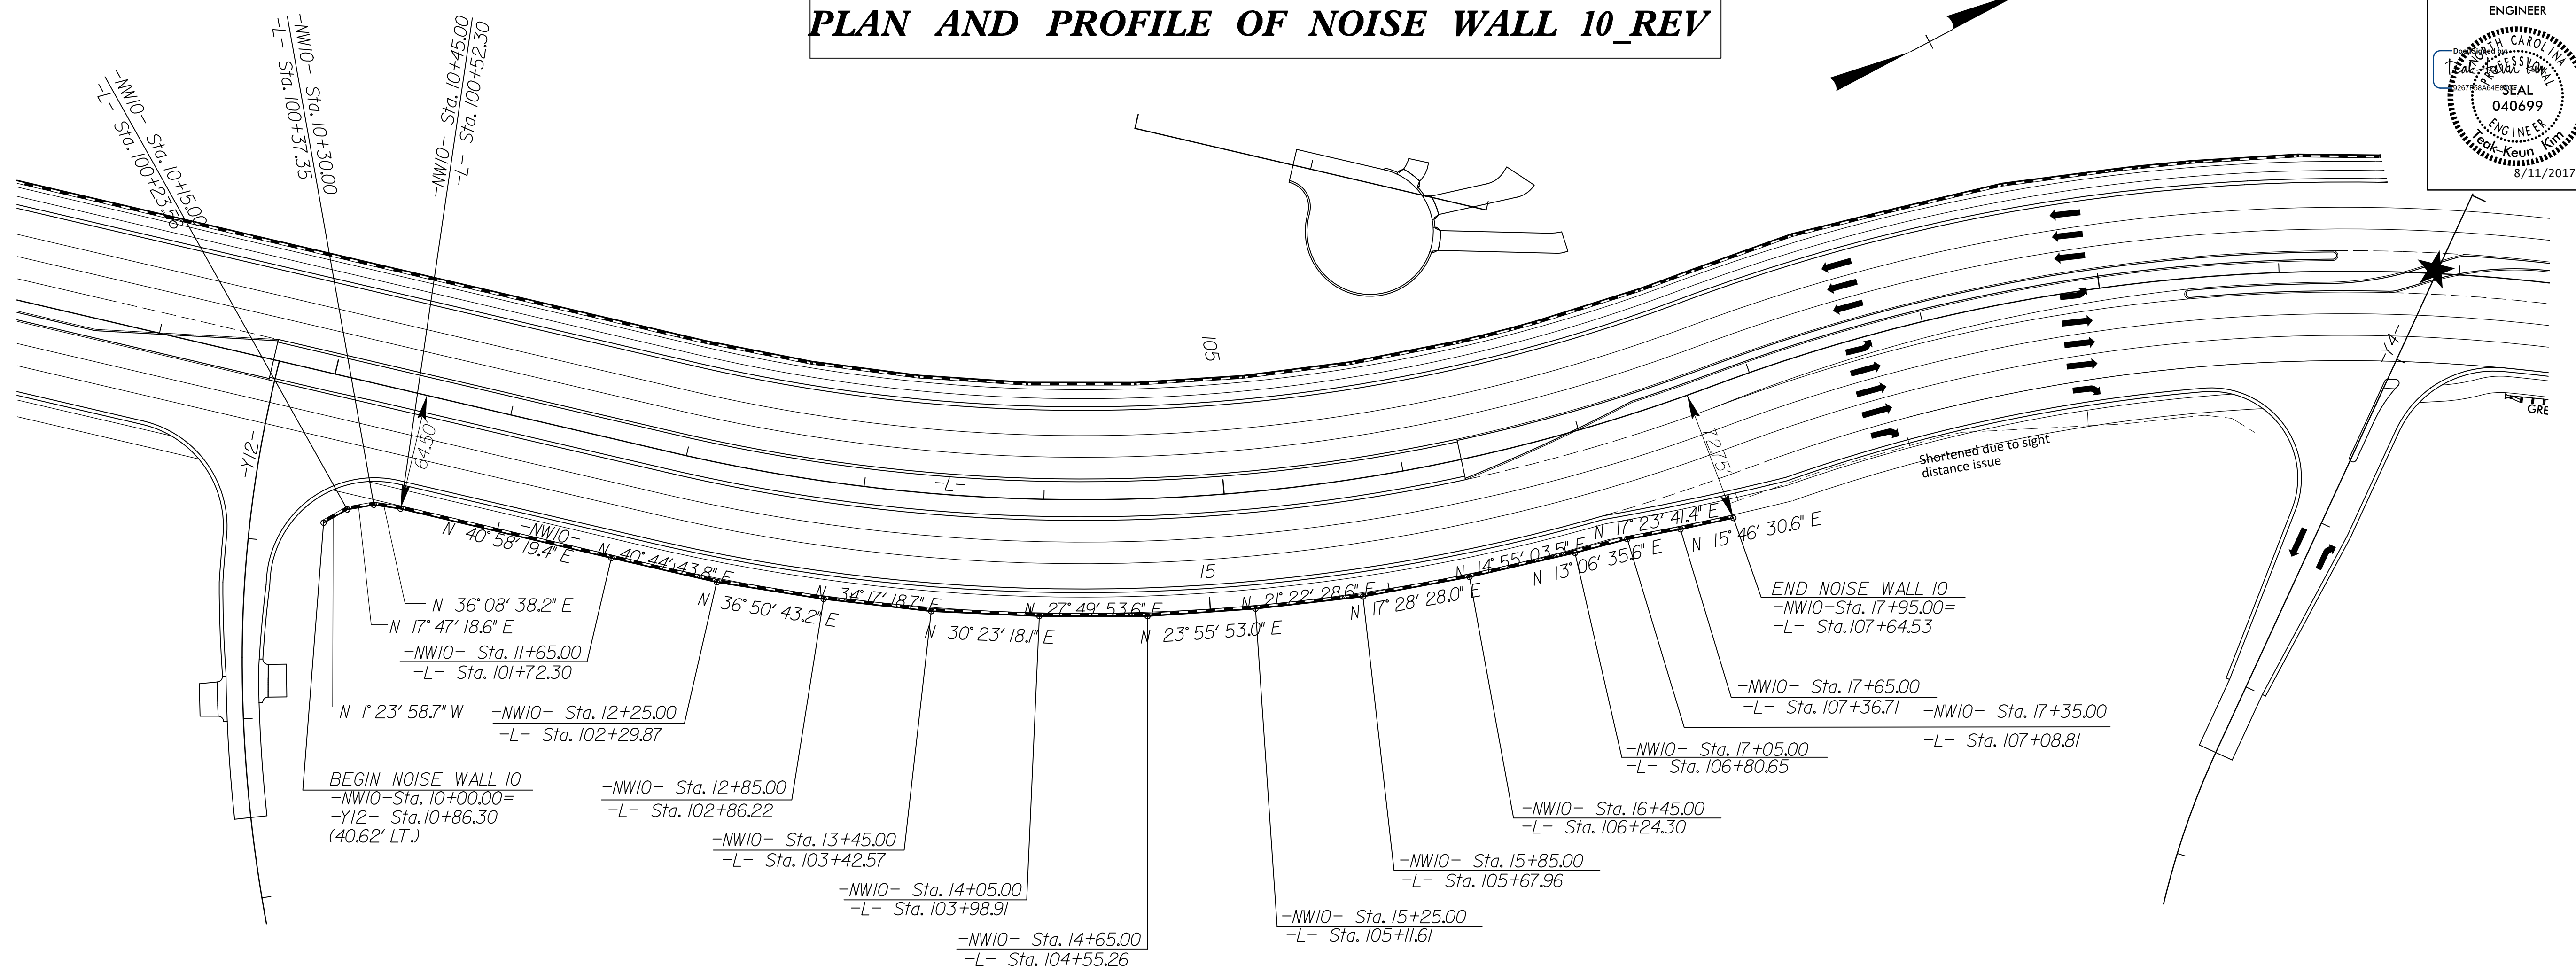 PLAN AND PROFILE OF NOISE WALL 10_REV
ENGINEER
NORTH CAROLINA
PROFESSIONAL
SEAL
040699
ENGINEER
Teak-Keun Kim
8/11/2017
-NW10- Sta. 10+15.00
-L- Sta. 100+23.56
-NW10- Sta. 10+30.00
-L- Sta. 100+37.35
-NW10- Sta. 10+45.00
-L- Sta. 100+52.30
105
-Y12-
64.50'
-L-
72.75'
-Y4-
GRE
Shortened due to sight
distance issue
-NW10-
15
N 40° 58' 19.4" E
N 40° 44' 43.8" E
N 36° 50' 43.2" E
N 34° 17' 18.7" E
N 30° 23' 18.1" E
N 27° 49' 53.6" E
N 23° 55' 53.0" E
N 21° 22' 28.6" E
N 17° 28' 28.0" E
N 14° 55' 03.5" E
N 13° 06' 35.6" E
N 17° 23' 41.4" E
N 15° 46' 30.6" E
N 36° 08' 38.2" E
N 17° 47' 18.6" E
N 1° 23' 58.7" W
BEGIN NOISE WALL 10
-NW10-Sta. 10+00.00=
-Y12- Sta. 10+86.30
(40.62' LT.)
-NW10- Sta. 11+65.00
-L- Sta. 101+72.30
-NW10- Sta. 12+25.00
-L- Sta. 102+29.87
-NW10- Sta. 12+85.00
-L- Sta. 102+86.22
-NW10- Sta. 13+45.00
-L- Sta. 103+42.57
-NW10- Sta. 14+05.00
-L- Sta. 103+98.91
-NW10- Sta. 14+65.00
-L- Sta. 104+55.26
-NW10- Sta. 15+25.00
-L- Sta. 105+11.61
-NW10- Sta. 15+85.00
-L- Sta. 105+67.96
-NW10- Sta. 16+45.00
-L- Sta. 106+24.30
-NW10- Sta. 17+05.00
-L- Sta. 106+80.65
-NW10- Sta. 17+35.00
-L- Sta. 107+08.81
-NW10- Sta. 17+65.00
-L- Sta. 107+36.71
END NOISE WALL 10
-NW10-Sta. 17+95.00=
-L- Sta. 107+64.53